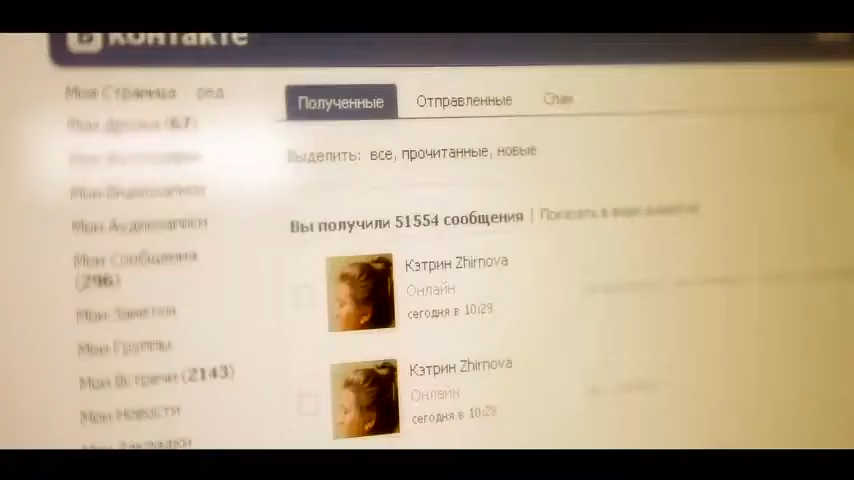 контакте
Моя Страница ред.
Мои Друзья (67)
Мои Видеозаписи
Мои Аудиозаписи
Мои Сообщения
(296)
Мои Заметки
Мои Группы
Мои Встречи (2143)
Мои Новости
Мои Закладки
Полученные Отправленные Спам
Выделить: все, прочитанные, новые
Вы получили 51554 сообщения | Показать в виде
Кэтрин Zhirnova
Онлайн
сегодня в 10:29
Кэтрин Zhirnova
Онлайн
сегодня в 10:28